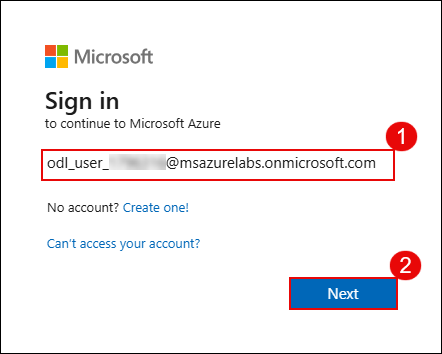 Microsoft
Sign in
to continue to Microsoft Azure
1
odl_user_ @msazurelabs.onmicrosoft.com
No account? Create one!
Can't access your account?
2
Next